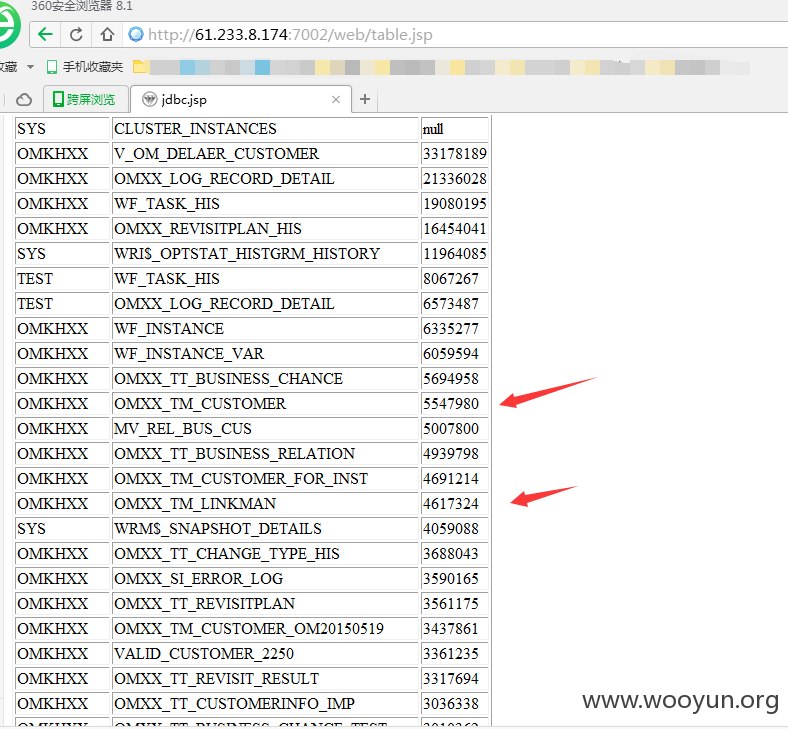 360安全浏览器 8.1
http://61.233.8.174:7002/web/table.jsp
收藏 手机收藏夹
跨屏浏览 jdbc.jsp
SYS CLUSTER_INSTANCES null
OMKHXX V_OM_DELAER_CUSTOMER 33178189
OMKHXX OMXX_LOG_RECORD_DETAIL 21336028
OMKHXX WF_TASK_HIS 19080195
OMKHXX OMXX_REVISITPLAN_HIS 16454041
SYS WRI$_OPTSTAT_HISTGRM_HISTORY 11964085
TEST WF_TASK_HIS 8067267
TEST OMXX_LOG_RECORD_DETAIL 6573487
OMKHXX WF_INSTANCE 6335277
OMKHXX WF_INSTANCE_VAR 6059594
OMKHXX OMXX_TT_BUSINESS_CHANCE 5694958
OMKHXX OMXX_TM_CUSTOMER 5547980
OMKHXX MV_REL_BUS_CUS 5007800
OMKHXX OMXX_TT_BUSINESS_RELATION 4939798
OMKHXX OMXX_TM_CUSTOMER_FOR_INST 4691214
OMKHXX OMXX_TM_LINKMAN 4617324
SYS WRM$_SNAPSHOT_DETAILS 4059088
OMKHXX OMXX_TT_CHANGE_TYPE_HIS 3688043
OMKHXX OMXX_SI_ERROR_LOG 3590165
OMKHXX OMXX_TT_REVISITPLAN 3561175
OMKHXX OMXX_TM_CUSTOMER_OM20150519 3437861
OMKHXX VALID_CUSTOMER_2250 3361235
OMKHXX OMXX_TT_REVISIT_RESULT 3317694
OMKHXX OMXX_TT_CUSTOMERINFO_IMP 3036338
www.wooyun.org